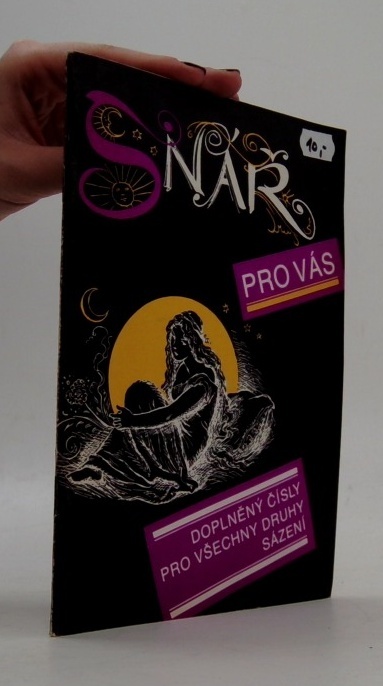 SNÁŘ
10,-
PRO VÁS
DOPLNĚNÝ ČÍSLY
PRO VŠECHNY DRUHY
SÁZENÍ